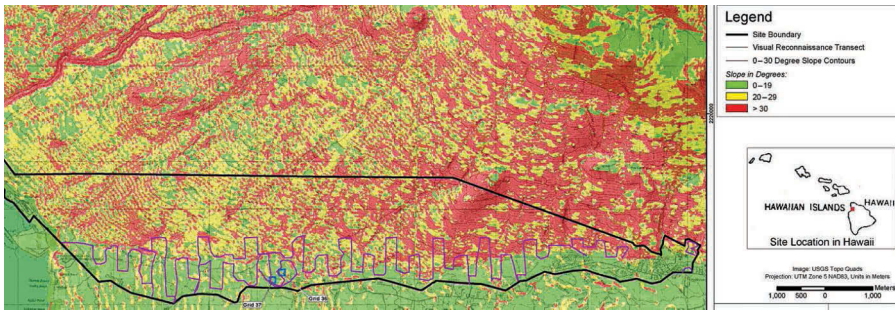 Legend
Site Boundary
Visual Reconnaissance Transect
0–30 Degree Slope Contours
Slope in Degrees:
0–19
20–29
> 30
HAWAIIAN ISLANDS
HAWAII
Site Location in Hawaii
Image: USGS Topo Quads
Projection: UTM Zone 5 NAD83, Units in Meters
Meters
1,000 500 0 1,000
Grid 36
Grid 37